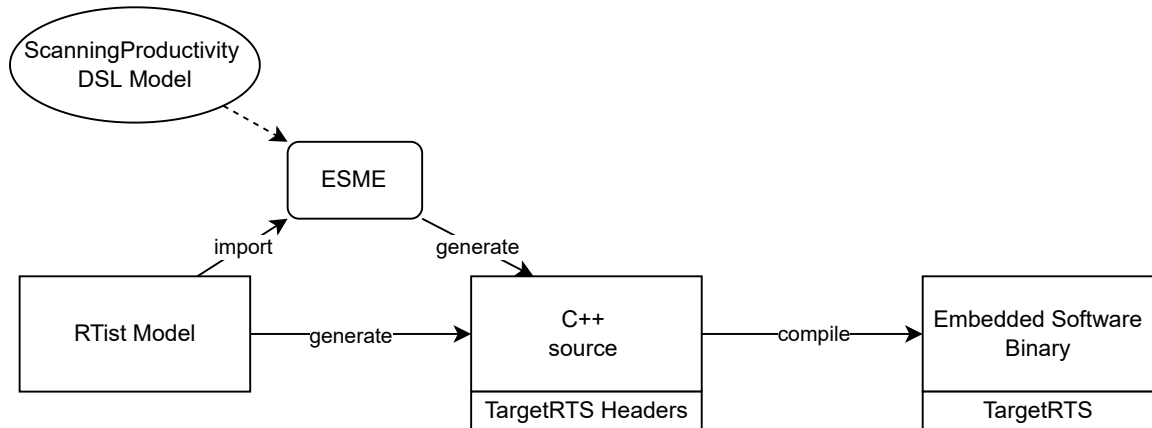 ScanningProductivity
DSL Model
ESME
import
generate
RTist Model
generate
C++
source
TargetRTS Headers
compile
Embedded Software
Binary
TargetRTS